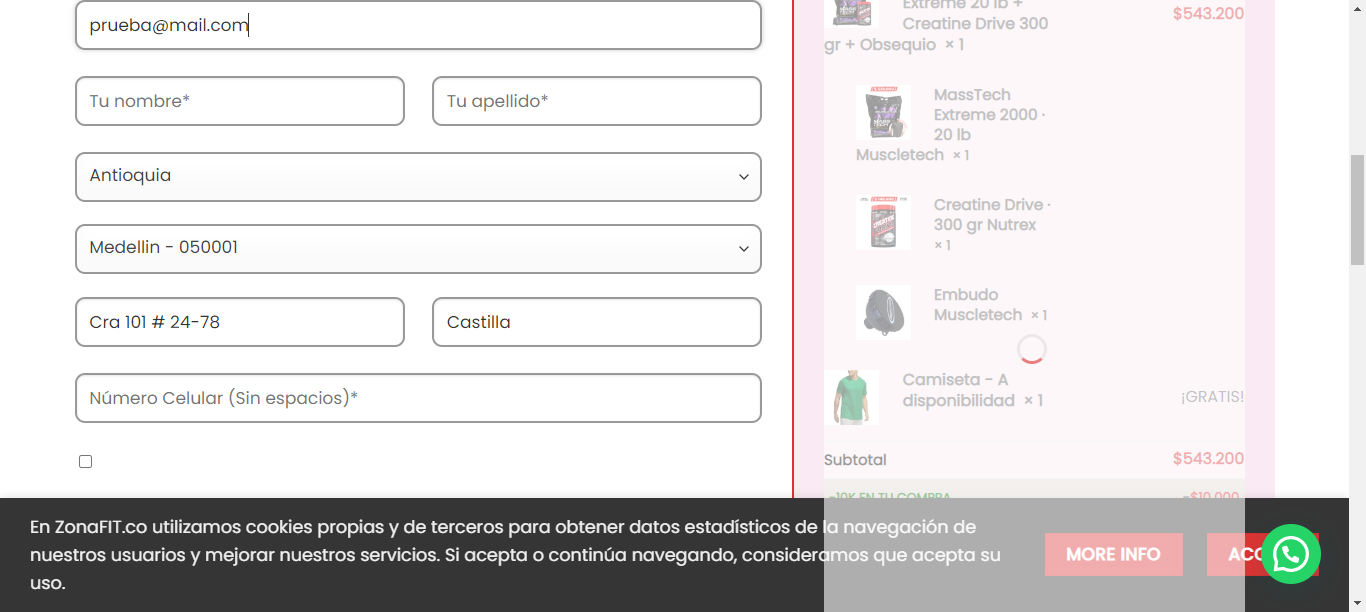 prueba@mail.com
Tu nombre*
Tu apellido*
Antioquia
Medellin - 050001
Cra 101 # 24-78
Castilla
Número Celular (Sin espacios)*
Extreme 20 lb +
Creatine Drive 300
gr + Obsequio × 1
$543.200
MassTech
Extreme 2000 ·
20 lb
Muscletech × 1
Creatine Drive ·
300 gr Nutrex
× 1
Embudo
Muscletech × 1
Camiseta - A
disponibilidad × 1
¡GRATIS!
Subtotal
$543.200
-10K EN TU COMPRA
-$10.000
En ZonaFIT.co utilizamos cookies propias y de terceros para obtener datos estadísticos de la navegación de
nuestros usuarios y mejorar nuestros servicios. Si acepta o continúa navegando, consideramos que acepta su
uso.
MORE INFO